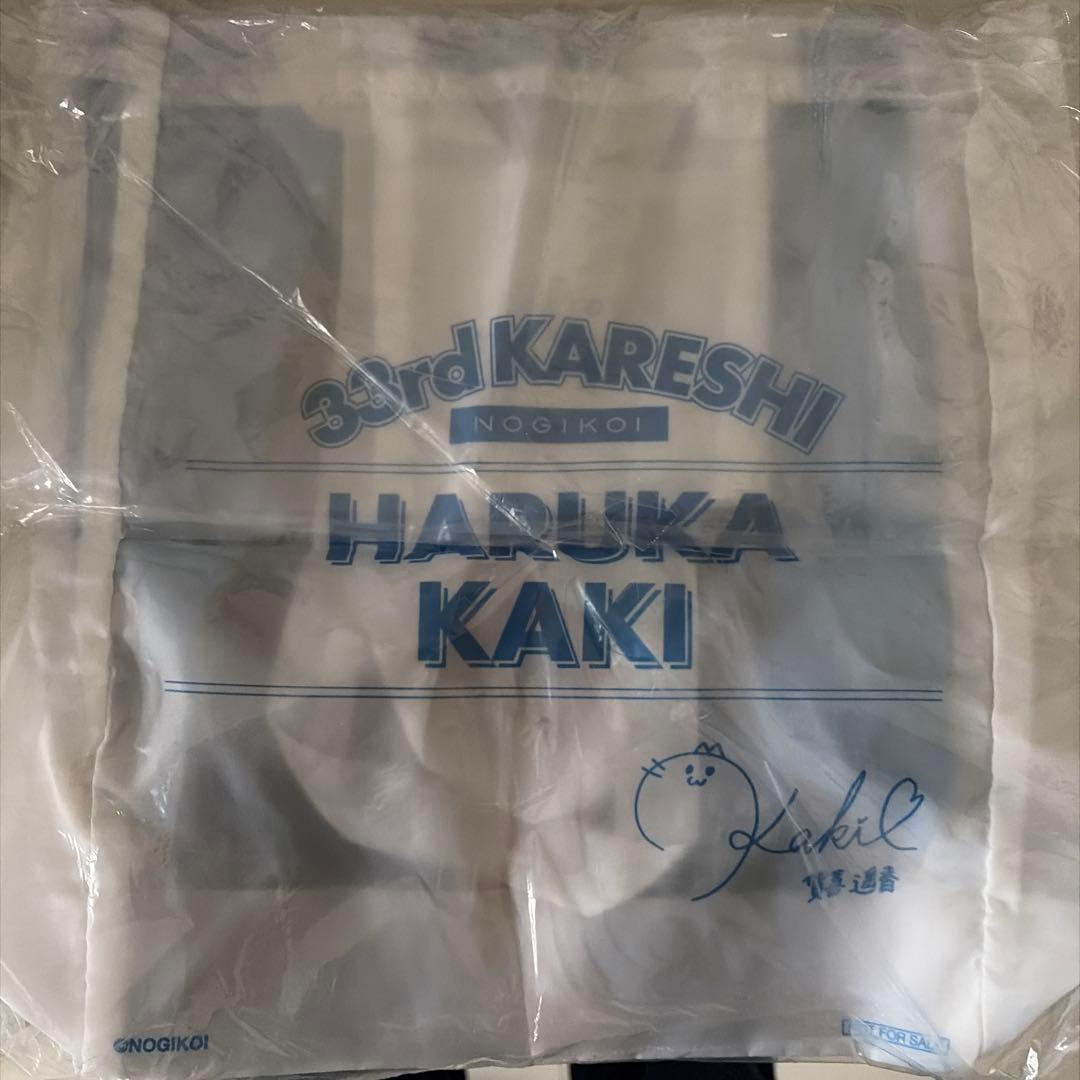 33rd KARESHI
NOGIKOI
HARUKA
KAKI
Kaki
賀喜遥香
©NOGIKOI
NOT FOR SALE